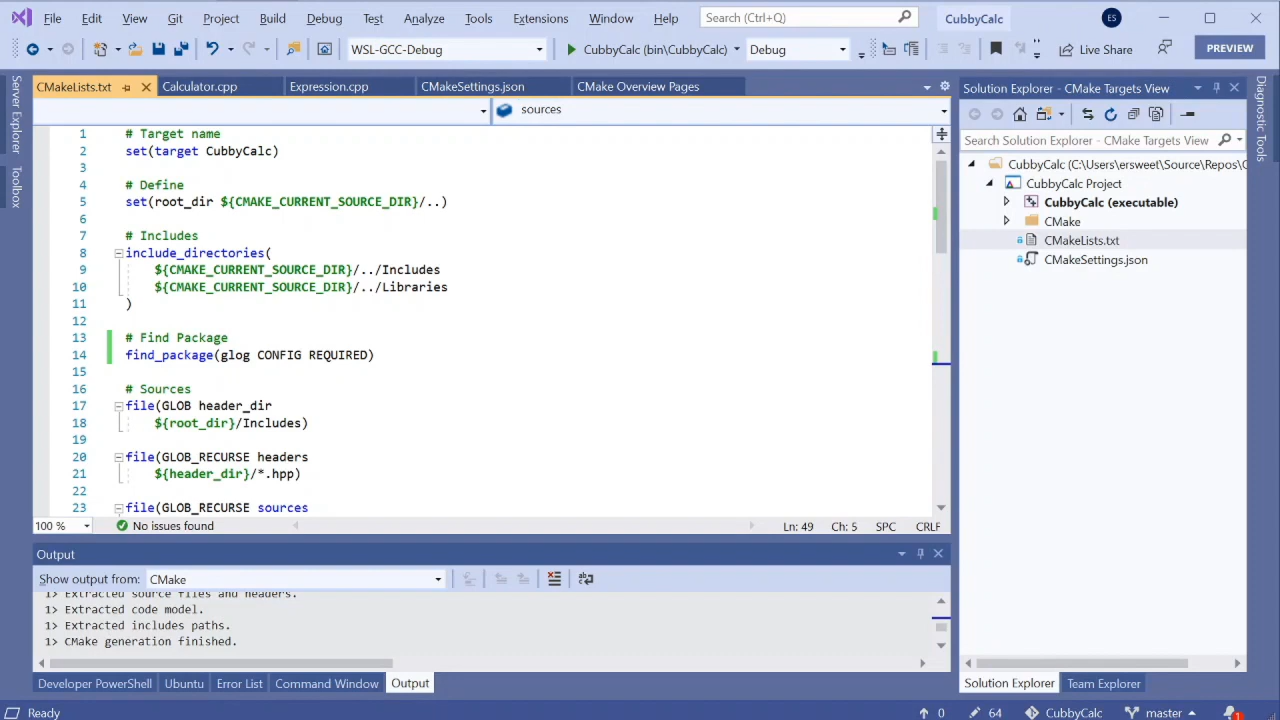 File Edit View Git Project Build Debug Test Analyze Tools Extensions Window Help Search (Ctrl+Q) CubbyCalc ES
WSL-GCC-Debug CubbyCalc (bin\CubbyCalc) Debug Live Share PREVIEW
Server Explorer
Toolbox
CMakeLists.txt Calculator.cpp Expression.cpp CMakeSettings.json CMake Overview Pages
sources
1 # Target name
2 set(target CubbyCalc)
3
4 # Define
5 set(root_dir ${CMAKE_CURRENT_SOURCE_DIR}/..)
6
7 # Includes
8 include_directories(
9 ${CMAKE_CURRENT_SOURCE_DIR}/../Includes
10 ${CMAKE_CURRENT_SOURCE_DIR}/../Libraries
11 )
12
13 # Find Package
14 find_package(glog CONFIG REQUIRED)
15
16 # Sources
17 file(GLOB header_dir
18 ${root_dir}/Includes)
19
20 file(GLOB_RECURSE headers
21 ${header_dir}/*.hpp)
22
23 file(GLOB_RECURSE sources
100 % No issues found Ln: 49 Ch: 5 SPC CRLF
Output
Show output from: CMake
1> Extracted source files and headers.
1> Extracted code model.
1> Extracted includes paths.
1> CMake generation finished.
Developer PowerShell Ubuntu Error List Command Window Output
Solution Explorer - CMake Targets View
Search Solution Explorer - CMake Targets View
CubbyCalc (C:\Users\ersweet\Source\Repos\C
CubbyCalc Project
CubbyCalc (executable)
CMake
CMakeLists.txt
CMakeSettings.json
Solution Explorer Team Explorer
Diagnostic Tools
Ready 0 64 CubbyCalc master 1